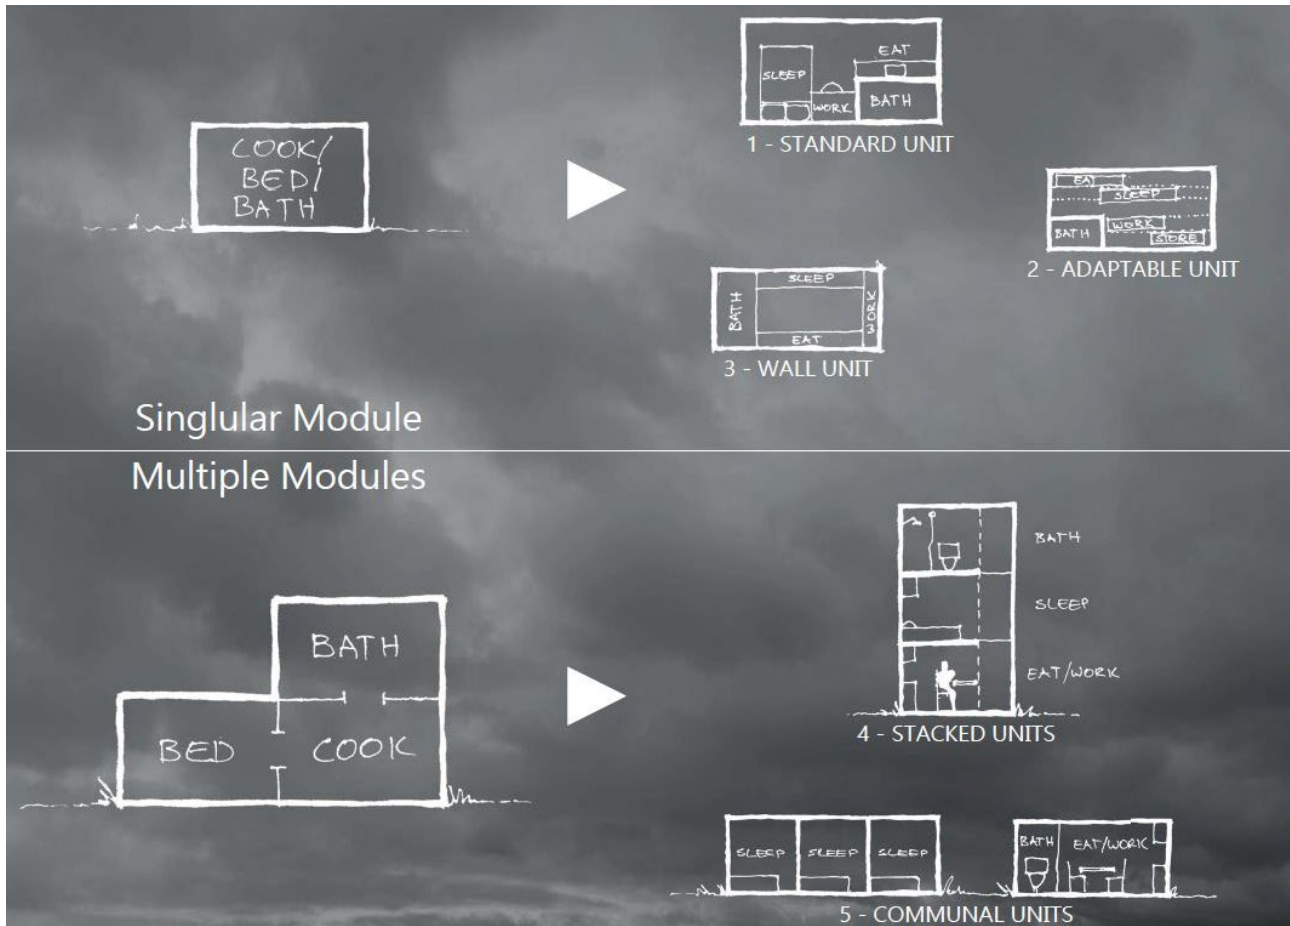 COOK/
BED/
BATH
SLEEP
WORK
EAT
BATH
1 - STANDARD UNIT
EAT
SLEEP
BATH
WORK
STORE
2 - ADAPTABLE UNIT
BATH
SLEEP
EAT
WORK
3 - WALL UNIT
Singlular Module
Multiple Modules
BATH
BED
COOK
BATH
SLEEP
EAT/WORK
4 - STACKED UNITS
SLEEP
SLEEP
SLEEP
BATH
EAT/WORK
5 - COMMUNAL UNITS